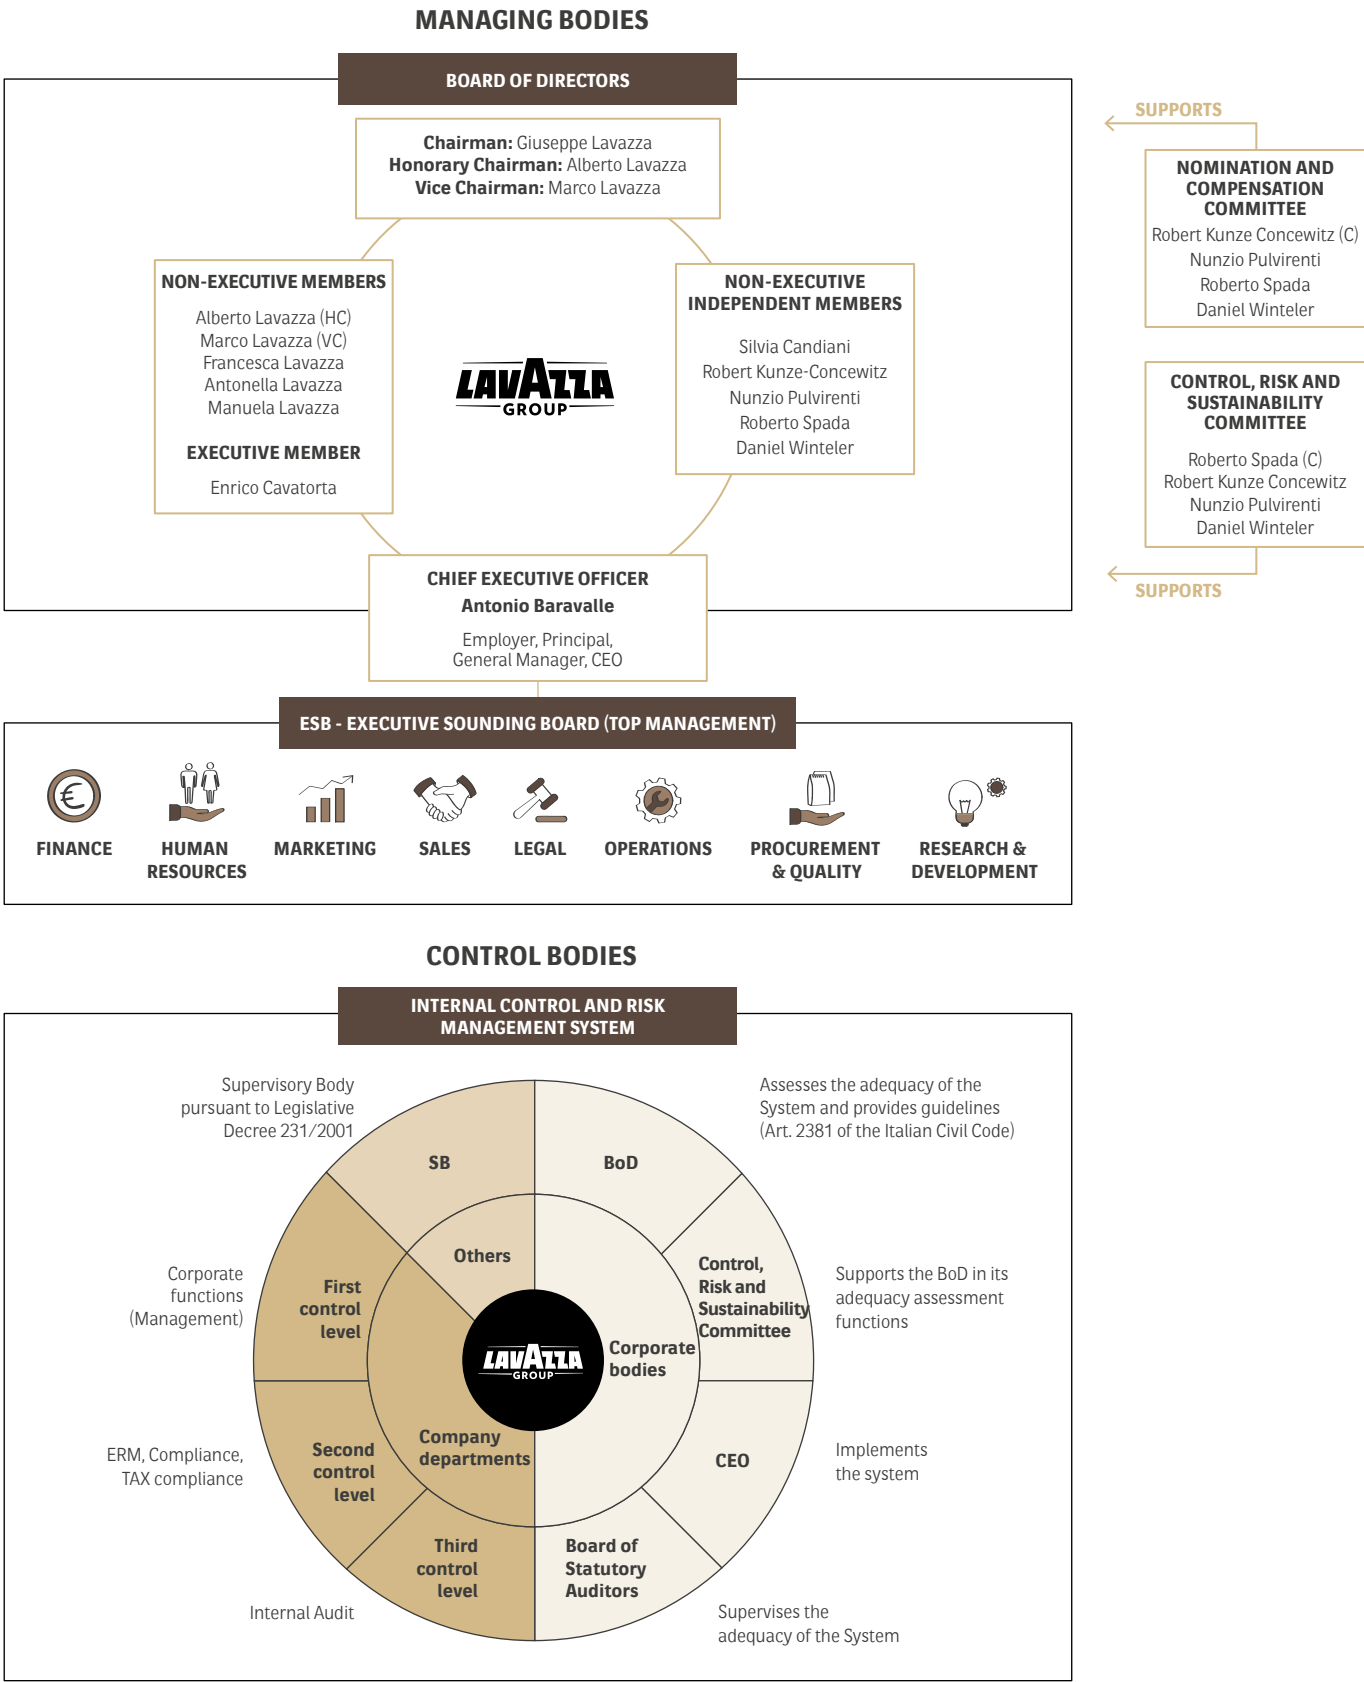 MANAGING BODIES
BOARD OF DIRECTORS
Chairman: Giuseppe Lavazza
Honorary Chairman: Alberto Lavazza
Vice Chairman: Marco Lavazza
NON-EXECUTIVE MEMBERS
Alberto Lavazza (HC)
Marco Lavazza (VC)
Francesca Lavazza
Antonella Lavazza
Manuela Lavazza
EXECUTIVE MEMBER
Enrico Cavatorta
LAVAZZA
GROUP
NON-EXECUTIVE
INDEPENDENT MEMBERS
Silvia Candiani
Robert Kunze-Concewitz
Nunzio Pulvirenti
Roberto Spada
Daniel Winteler
CHIEF EXECUTIVE OFFICER
Antonio Baravalle
Employer, Principal,
General Manager, CEO
SUPPORTS
NOMINATION AND
COMPENSATION
COMMITTEE
Robert Kunze Concewitz (C)
Nunzio Pulvirenti
Roberto Spada
Daniel Winteler
CONTROL, RISK AND
SUSTAINABILITY
COMMITTEE
Roberto Spada (C)
Robert Kunze Concewitz
Nunzio Pulvirenti
Daniel Winteler
SUPPORTS
ESB - EXECUTIVE SOUNDING BOARD (TOP MANAGEMENT)
€
FINANCE
HUMAN
RESOURCES
MARKETING
SALES
LEGAL
OPERATIONS
PROCUREMENT
& QUALITY
RESEARCH &
DEVELOPMENT
CONTROL BODIES
INTERNAL CONTROL AND RISK
MANAGEMENT SYSTEM
Supervisory Body
pursuant to Legislative
Decree 231/2001
SB
BoD
Assesses the adequacy of the
System and provides guidelines
(Art. 2381 of the Italian Civil Code)
Others
Corporate
functions
(Management)
First
control
level
Control,
Risk and
Sustainability
Committee
Supports the BoD in its
adequacy assessment
functions
LAVAZZA
GROUP
Corporate
bodies
Company
departments
ERM, Compliance,
TAX compliance
Second
control
level
CEO
Implements
the system
Third
control
level
Board of
Statutory
Auditors
Internal Audit
Supervises the
adequacy of the System